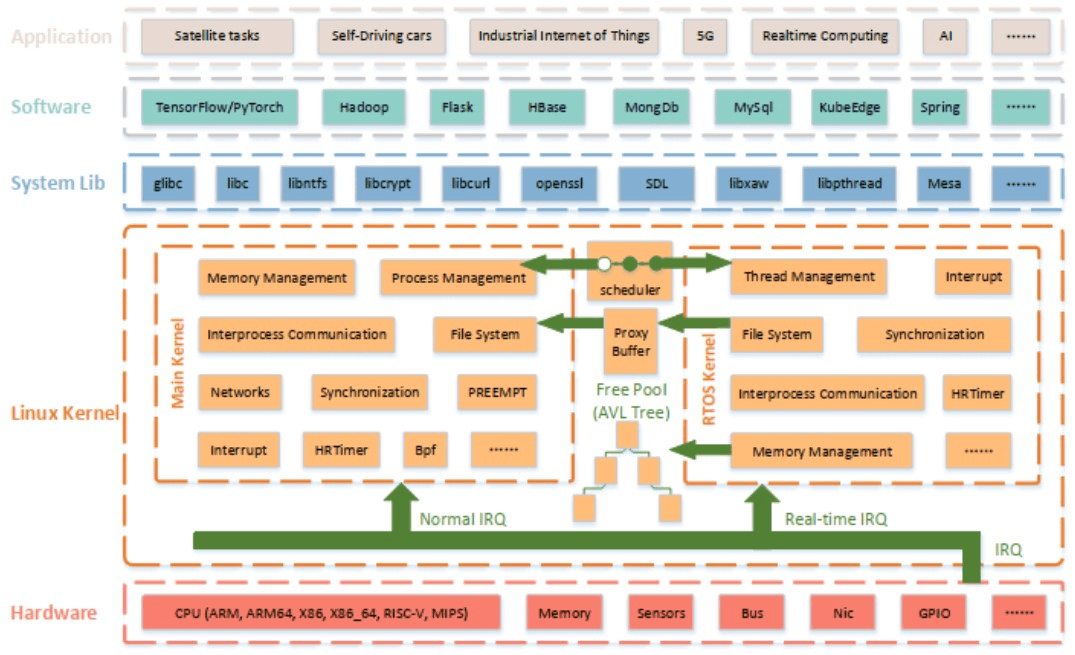 Application
Satellite tasks
Self-Driving cars
Industrial Internet of Things
5G
Realtime Computing
AI
......
Software
TensorFlow/PyTorch
Hadoop
Flask
HBase
MongDb
MySql
KubeEdge
Spring
......
System Lib
glibc
libc
libntfs
libcrypt
libcurl
openssl
SDL
libxaw
libpthread
Mesa
......
Linux Kernel
Main Kernel
Memory Management
Process Management
Interprocess Communication
File System
Networks
Synchronization
PREEMPT
Interrupt
HRTimer
Bpf
......
scheduler
Proxy
Buffer
Free Pool
(AVL Tree)
RTOS Kernel
Thread Management
Interrupt
File System
Synchronization
Interprocess Communication
HRTimer
Memory Management
......
Normal IRQ
Real-time IRQ
IRQ
Hardware
CPU (ARM, ARM64, X86, X86_64, RISC-V, MIPS)
Memory
Sensors
Bus
Nic
GPIO
......